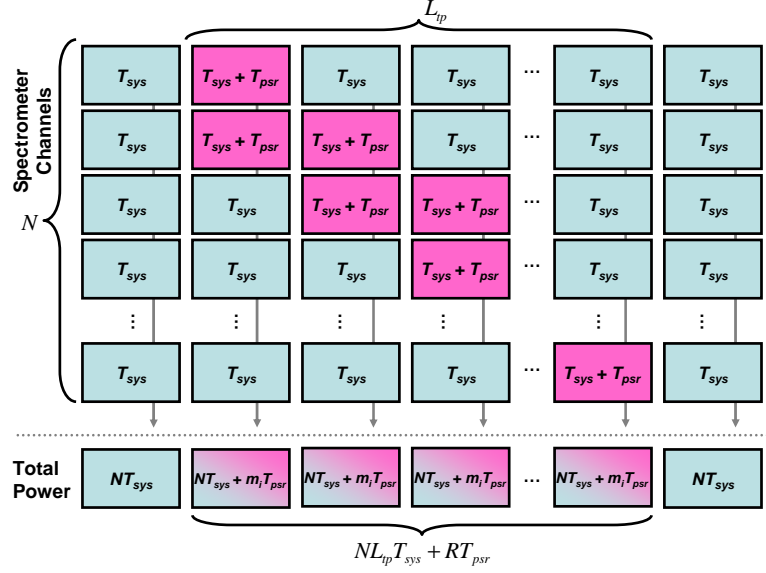 L_tp
Spectrometer Channels
N
T_sys T_sys + T_psr T_sys T_sys ... T_sys T_sys
T_sys T_sys + T_psr T_sys + T_psr T_sys ... T_sys T_sys
T_sys T_sys T_sys + T_psr T_sys + T_psr ... T_sys T_sys
T_sys T_sys T_sys T_sys + T_psr ... T_sys T_sys
⋮ ⋮ ⋮ ⋮ ⋮ ⋮
T_sys T_sys T_sys T_sys ... T_sys + T_psr T_sys
Total Power
NT_sys NT_sys + m_iT_psr NT_sys + m_iT_psr NT_sys + m_iT_psr ... NT_sys + m_iT_psr NT_sys
NL_tpT_sys + RT_psr